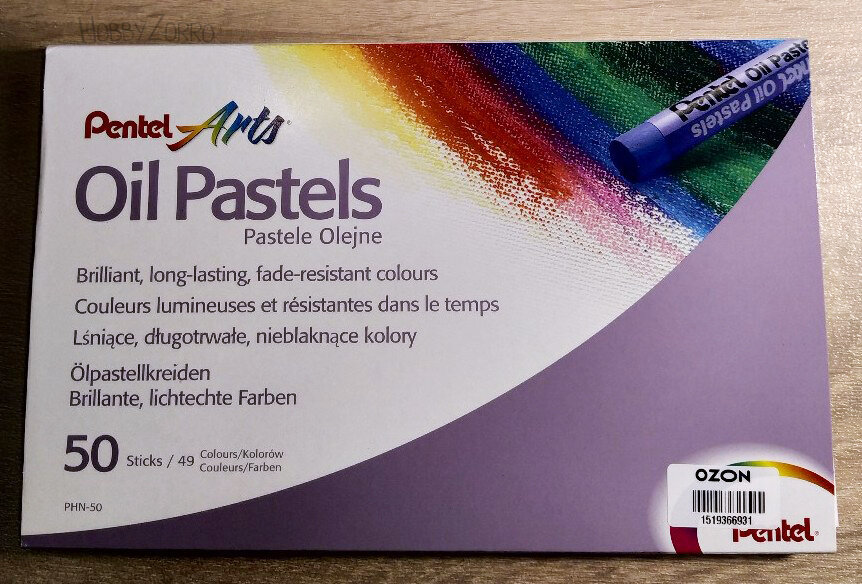 HobbyZorro
Pentel Arts®
Oil Pastels
Pastele Olejne
Brilliant, long-lasting, fade-resistant colours
Couleurs lumineuses et résistantes dans le temps
Lśniące, długotrwałe, nieblaknące kolory
Ölpastellkreiden
Brillante, lichtechte Farben
50 Sticks / 49 Colours/Kolorów
Couleurs/Farben
PHN-50
Pentel Oil Pastels
Oil Pastels
OZON
1519366931
Pentel®